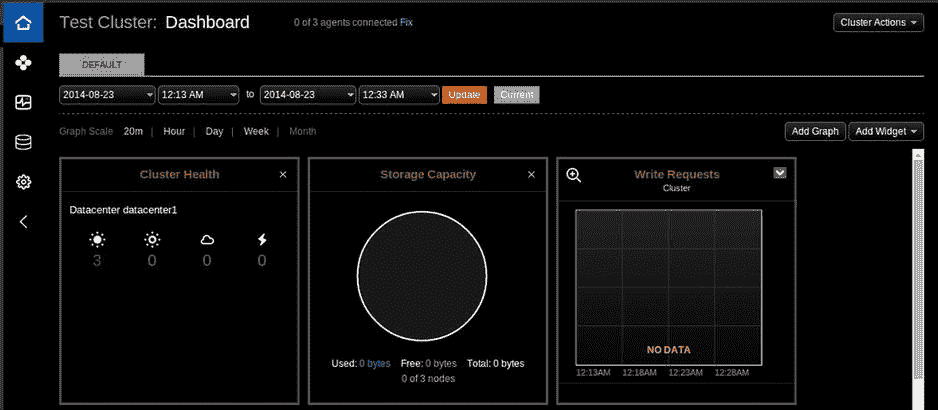 Test Cluster: Dashboard 0 of 3 agents connected Fix Cluster Actions
DEFAULT
2014-08-23 12:13 AM to 2014-08-23 12:33 AM Update Current
Graph Scale 20m | Hour | Day | Week | Month Add Graph Add Widget
Cluster Health
Datacenter datacenter1
3 0 0 0
Storage Capacity
Used: 0 bytes Free: 0 bytes Total: 0 bytes
0 of 3 nodes
Write Requests
Cluster
NO DATA
12:13AM 12:18AM 12:23AM 12:28AM